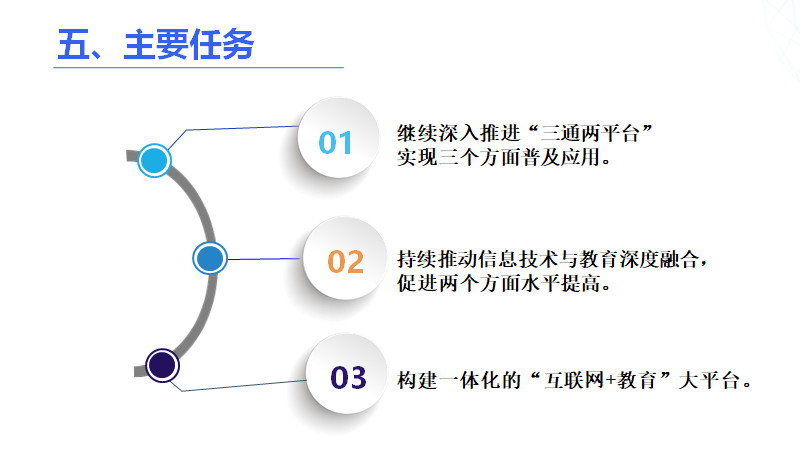 五、主要任务
01
继续深入推进“三通两平台”
实现三个方面普及应用。
02
持续推动信息技术与教育深度融合，
促进两个方面水平提高。
03
构建一体化的“互联网+教育”大平台。